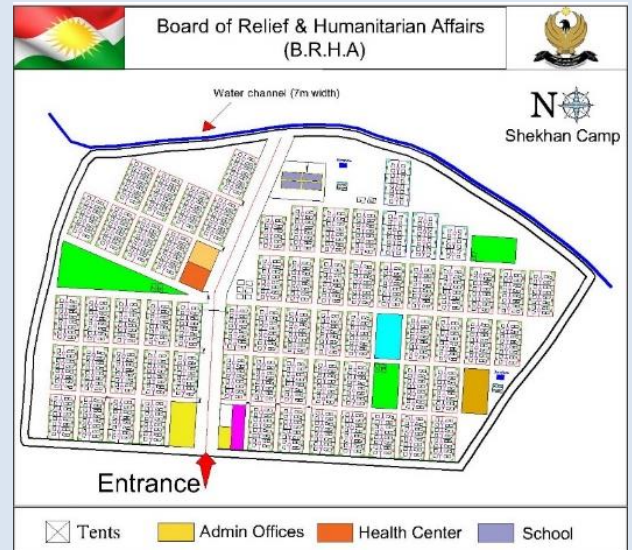 Board of Relief & Humanitarian Affairs
(B.R.H.A)
Water channel (7m width)
N
Shekhan Camp
Entrance
Tents
Admin Offices
Health Center
School